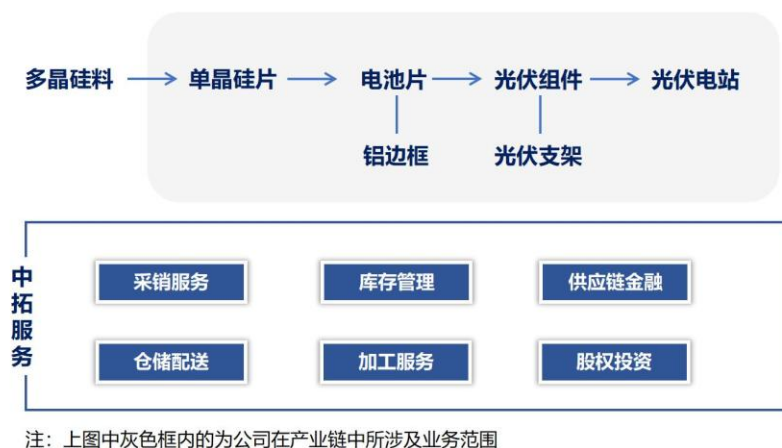 多晶硅料 单晶硅片 电池片 光伏组件 光伏电站
铝边框 光伏支架
中拓服务
采销服务 库存管理 供应链金融
仓储配送 加工服务 股权投资
注：上图中灰色框内的为公司在产业链中所涉及业务范围